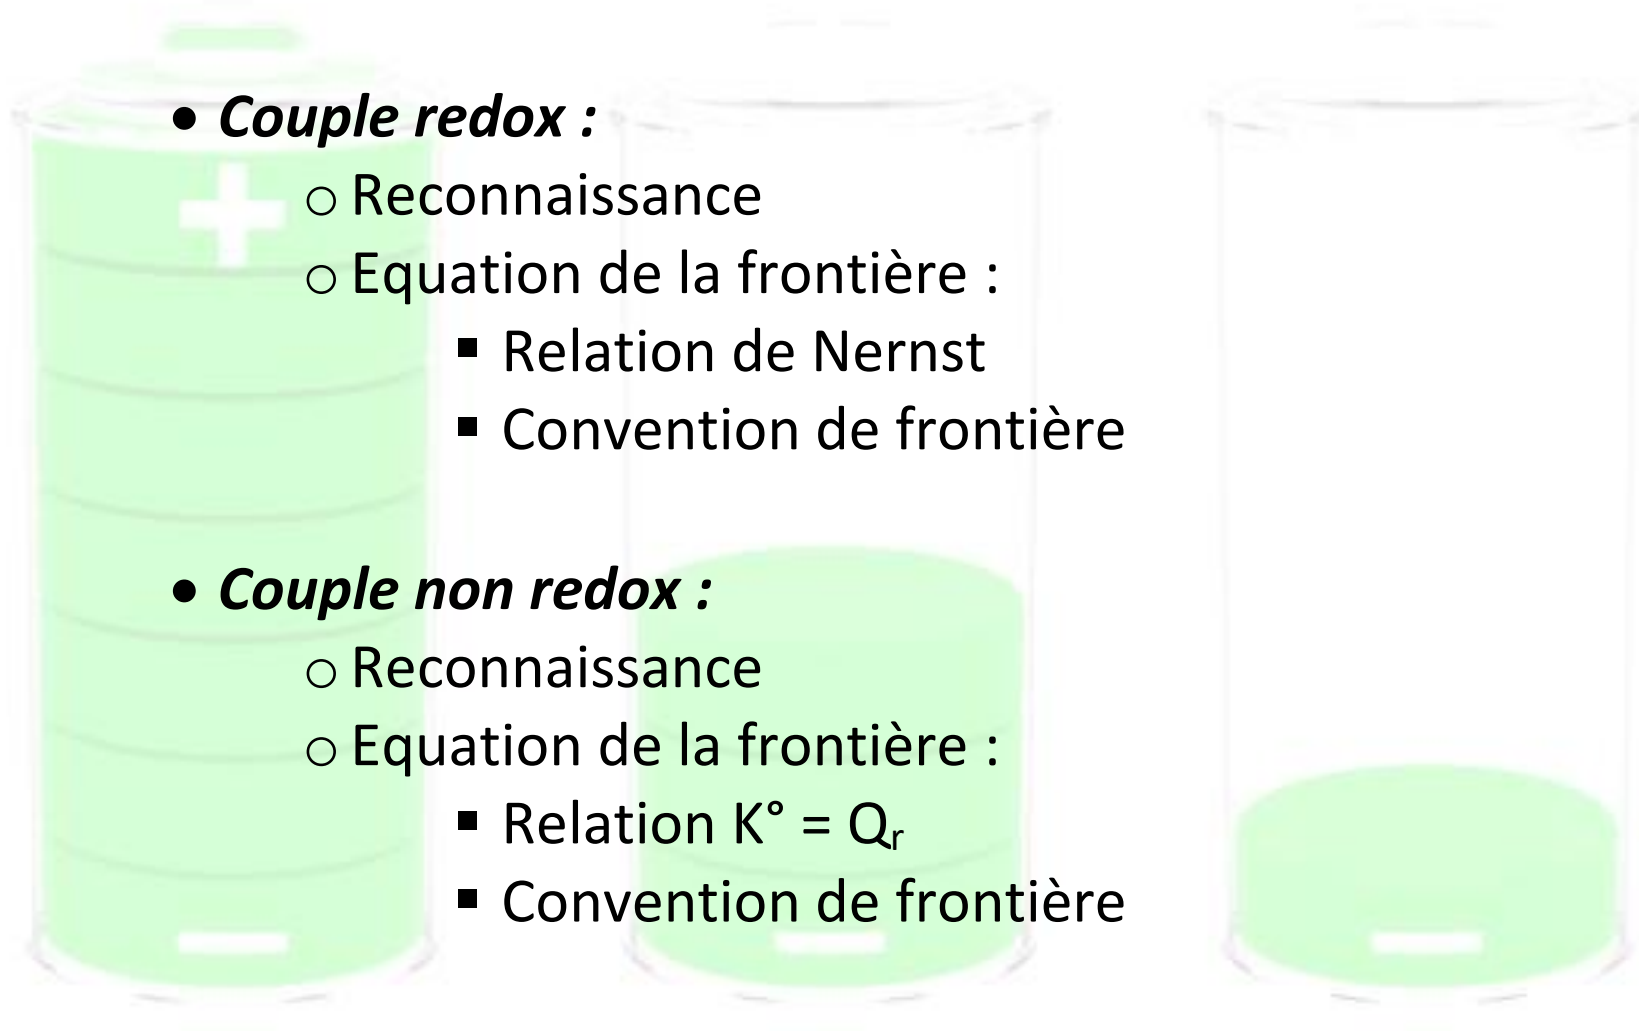 • Couple redox :
o Reconnaissance
o Equation de la frontière :
▪ Relation de Nernst
▪ Convention de frontière
• Couple non redox :
o Reconnaissance
o Equation de la frontière :
▪ Relation K° = Qr
▪ Convention de frontière